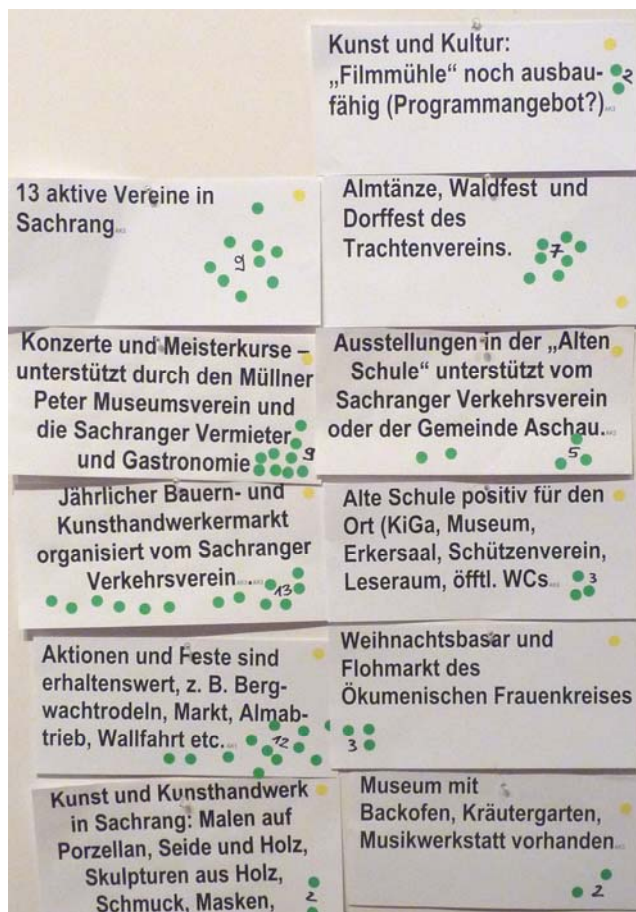 Kunst und Kultur:
„Filmmühle“ noch ausbau-
fähig (Programmangebot?)
2
13 aktive Vereine in
Sachrang
9
Almtänze, Waldfest und
Dorffest des
Trachtenvereins.
7
Konzerte und Meisterkurse –
unterstützt durch den Müllner
Peter Museumsverein und
die Sachranger Vermieter
und Gastronomie
9
Ausstellungen in der „Alten
Schule“ unterstützt vom
Sachranger Verkehrsverein
oder der Gemeinde Aschau.
5
Jährlicher Bauern- und
Kunsthandwerkermarkt
organisiert vom Sachranger
Verkehrsverein .
13
Alte Schule positiv für den
Ort (KiGa, Museum,
Erkersaal, Schützenverein,
Leseraum, öfftl. WCs
3
Aktionen und Feste sind
erhaltenswert, z. B. Berg-
wachtrodeln, Markt, Almab-
trieb, Wallfahrt etc.
12
Weihnachtsbasar und
Flohmarkt des
Ökumenischen Frauenkreises
3
Kunst und Kunsthandwerk
in Sachrang: Malen auf
Porzellan, Seide und Holz,
Skulpturen aus Holz,
Schmuck, Masken,
2
Museum mit
Backofen, Kräutergarten,
Musikwerkstatt vorhanden
2